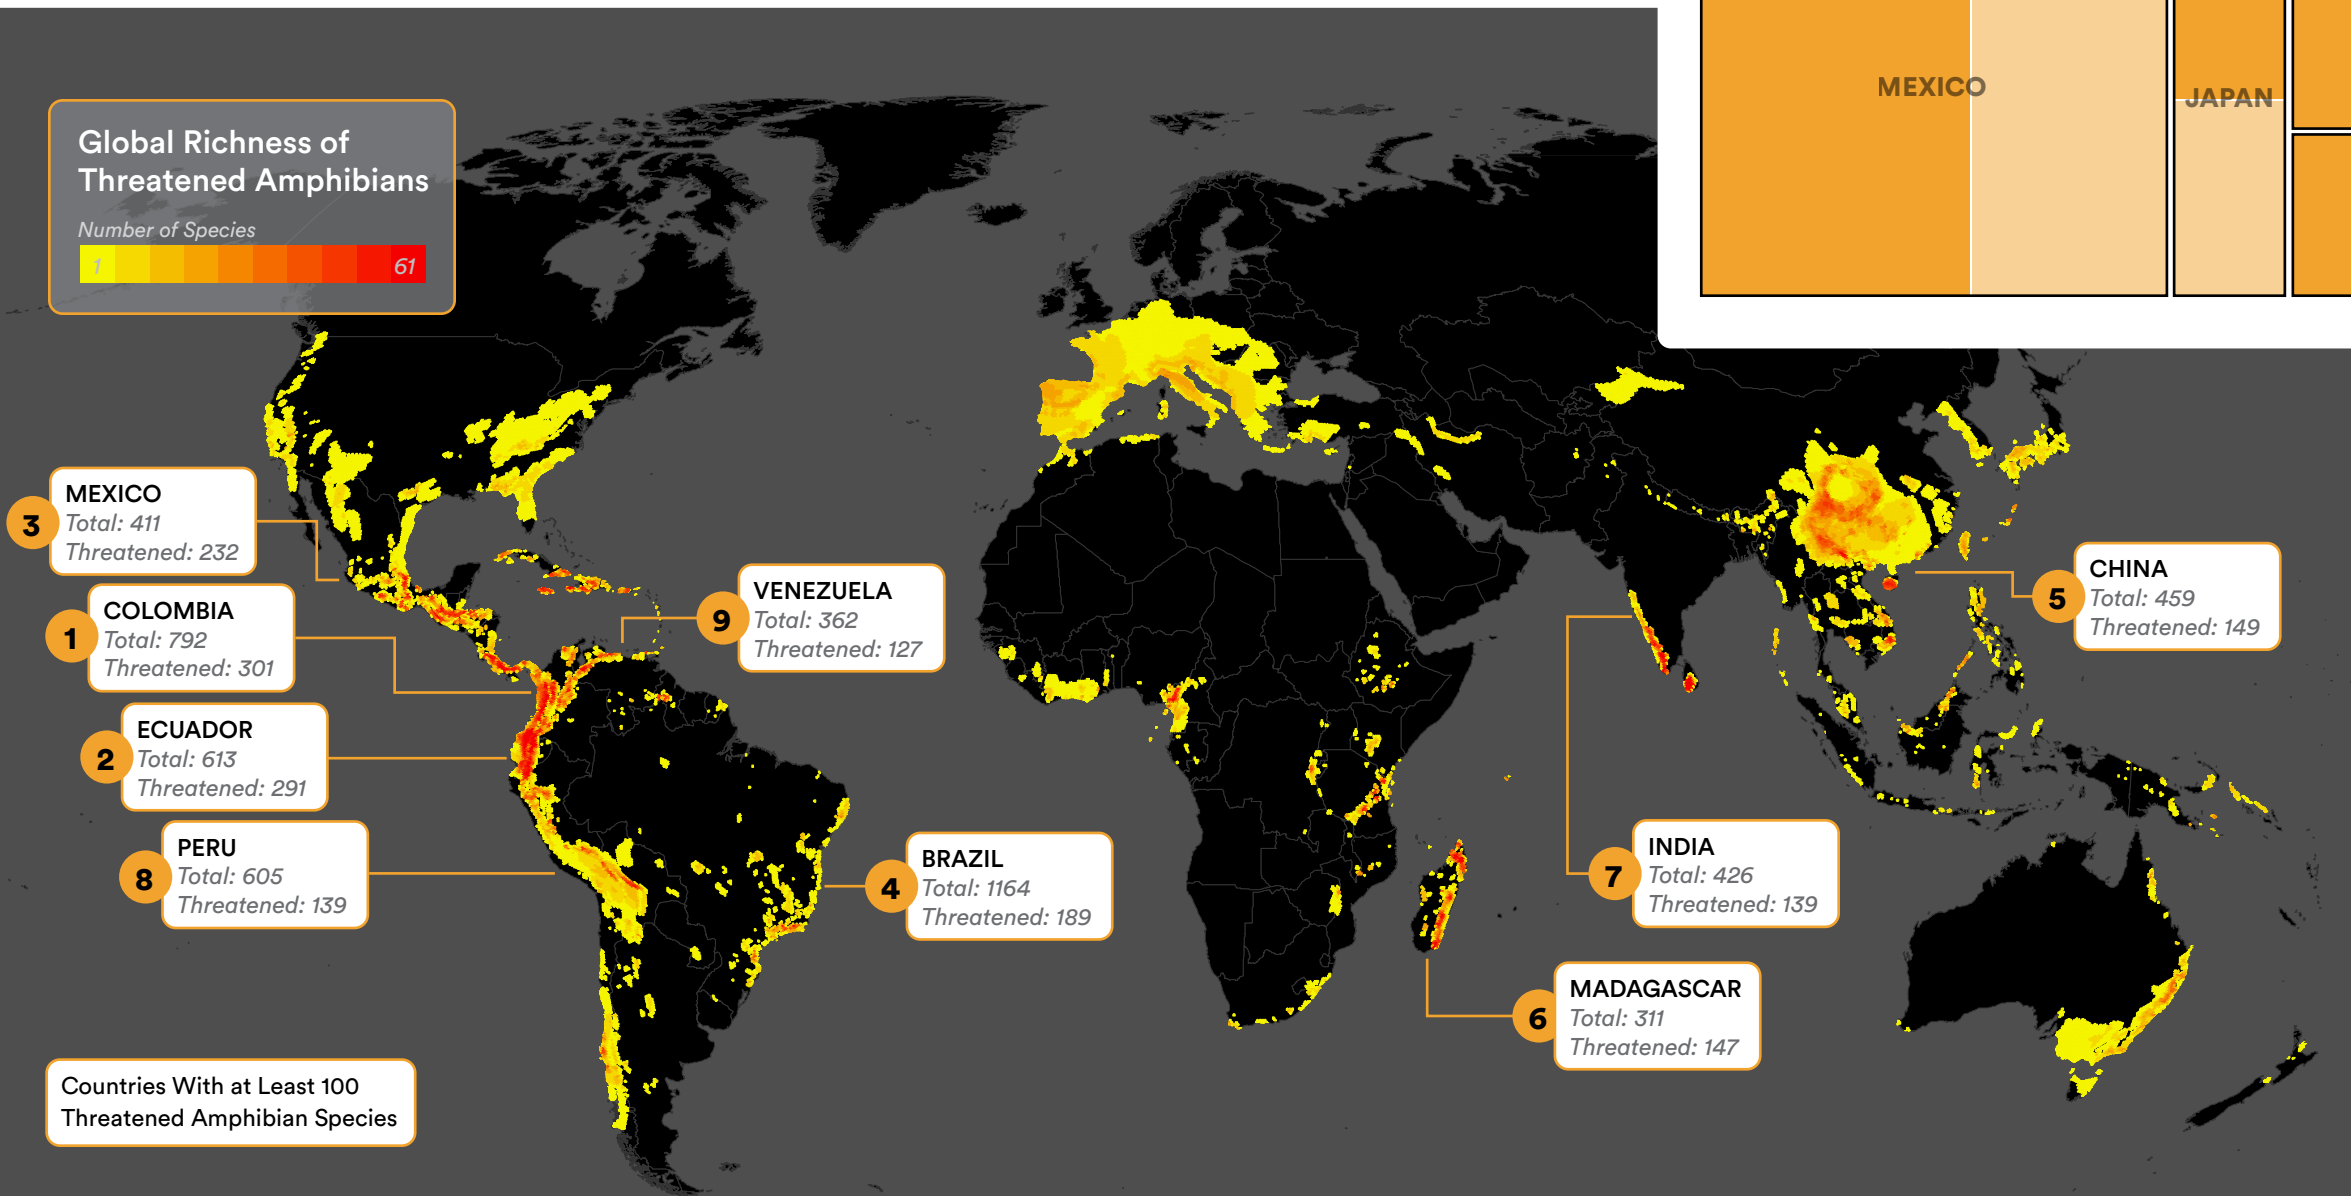 MEXICO
JAPAN
Global Richness of
Threatened Amphibians
Number of Species
1
61
3
MEXICO
Total: 411
Threatened: 232
1
COLOMBIA
Total: 792
Threatened: 301
2
ECUADOR
Total: 613
Threatened: 291
8
PERU
Total: 605
Threatened: 139
9
VENEZUELA
Total: 362
Threatened: 127
4
BRAZIL
Total: 1164
Threatened: 189
5
CHINA
Total: 459
Threatened: 149
7
INDIA
Total: 426
Threatened: 139
6
MADAGASCAR
Total: 311
Threatened: 147
Countries With at Least 100
Threatened Amphibian Species